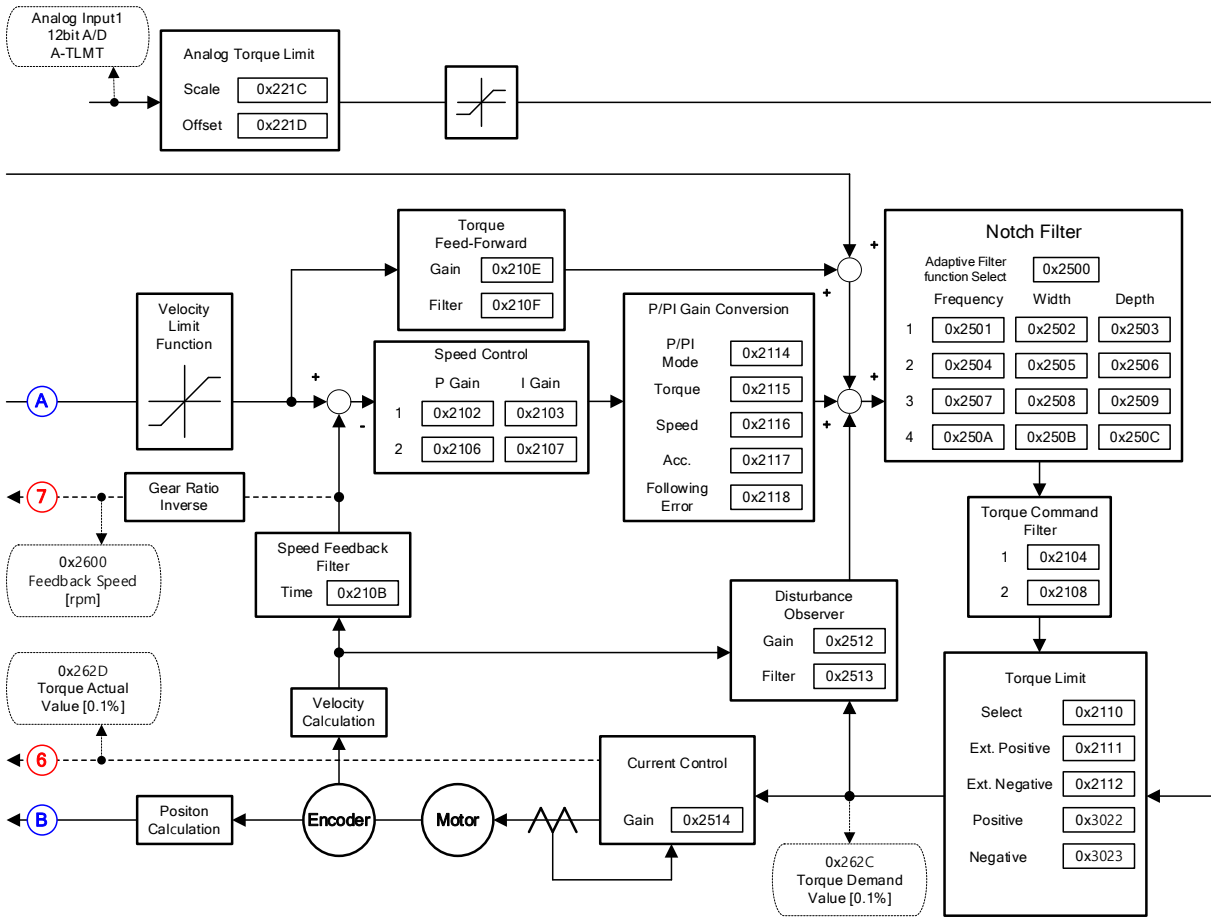 Analog Input1
12bit A/D
A-TLMT
Analog Torque Limit
Scale 0x221C
Offset 0x221D
Torque
Feed-Forward
Gain 0x210E
Filter 0x210F
Notch Filter
Adaptive Filter
function Select 0x2500
Frequency Width Depth
1 0x2501 0x2502 0x2503
2 0x2504 0x2505 0x2506
3 0x2507 0x2508 0x2509
4 0x250A 0x250B 0x250C
+
+
Velocity
Limit
Function
A
+
-
Speed Control
P Gain I Gain
1 0x2102 0x2103
2 0x2106 0x2107
P/PI Gain Conversion
P/PI
Mode 0x2114
Torque 0x2115
Speed 0x2116
Acc. 0x2117
Following
Error 0x2118
+
+
7
Gear Ratio
Inverse
0x2600
Feedback Speed
[rpm]
Speed Feedback
Filter
Time 0x210B
Torque Command
Filter
1 0x2104
2 0x2108
Disturbance
Observer
Gain 0x2512
Filter 0x2513
0x262D
Torque Actual
Value [0.1%]
Velocity
Calculation
Torque Limit
Select 0x2110
Ext. Positive 0x2111
Ext. Negative 0x2112
Positive 0x3022
Negative 0x3023
6
Current Control
Gain 0x2514
B
Positon
Calculation
Encoder
Motor
0x262C
Torque Demand
Value [0.1%]